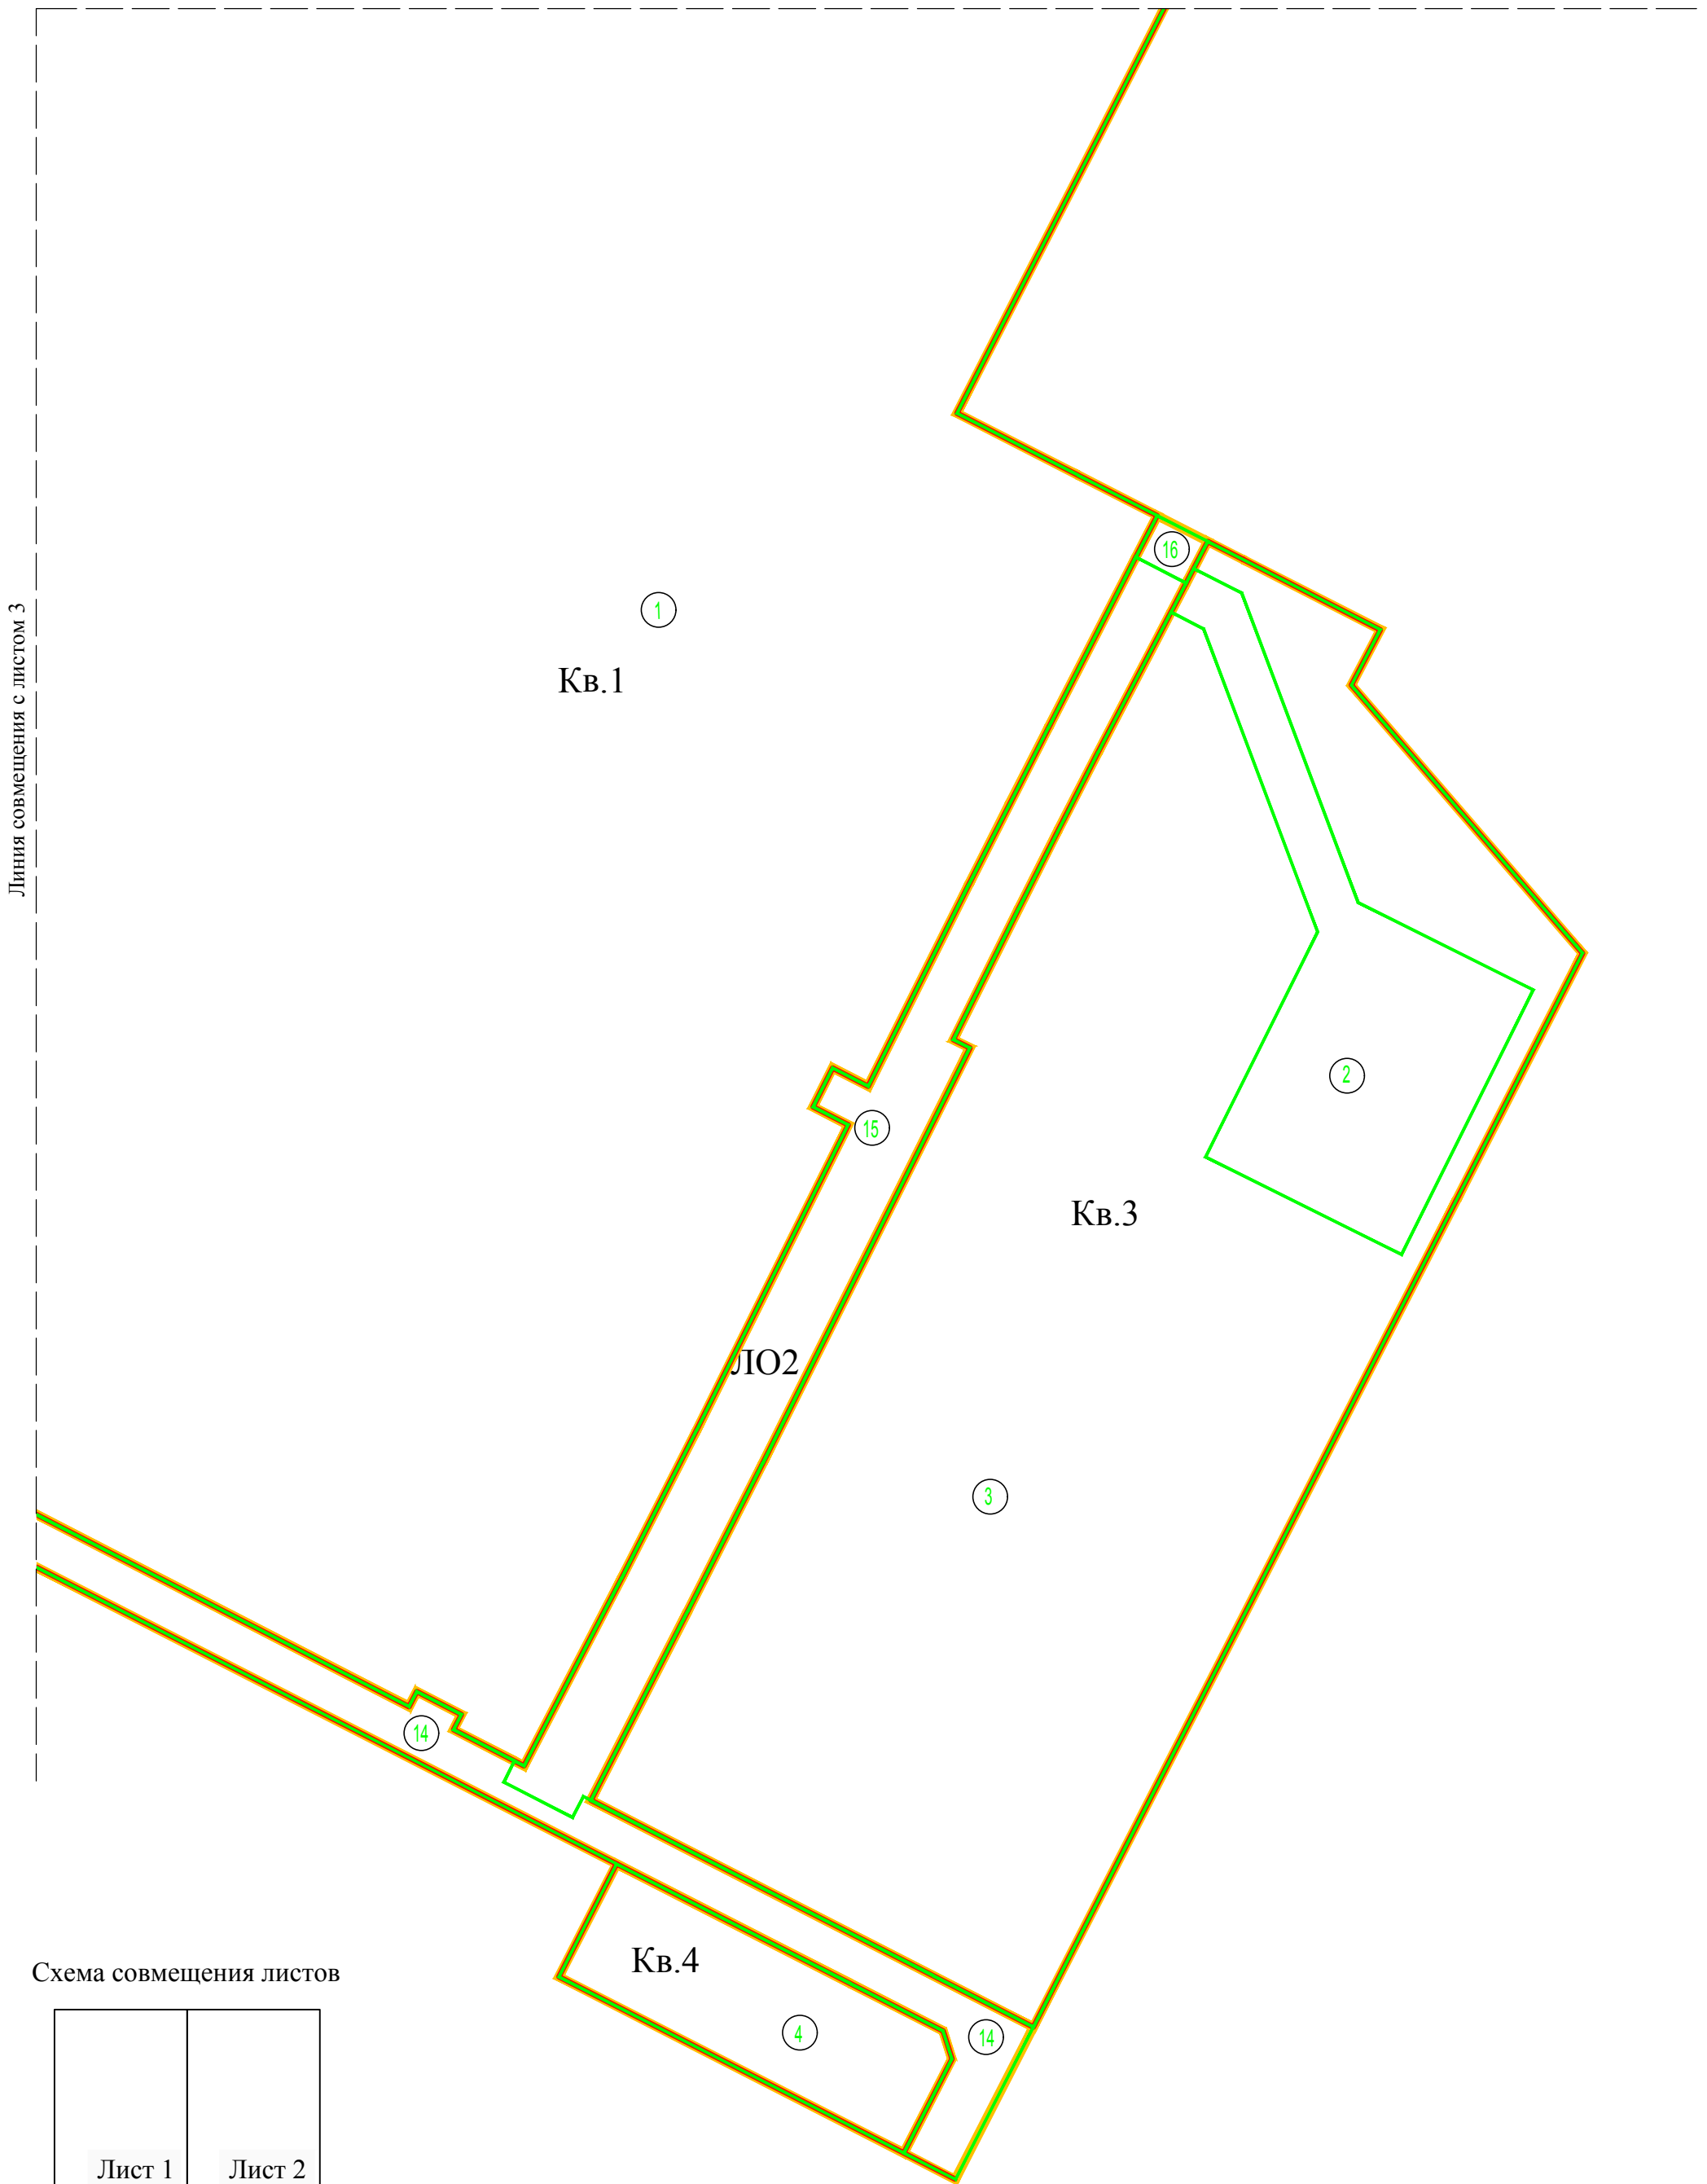 16
1
Кв.1
Линия совмещения с листом 3
2
15
Кв.3
ЛО2
3
14
Кв.4
Схема совмещения листов
4
14
Лист 1
Лист 2